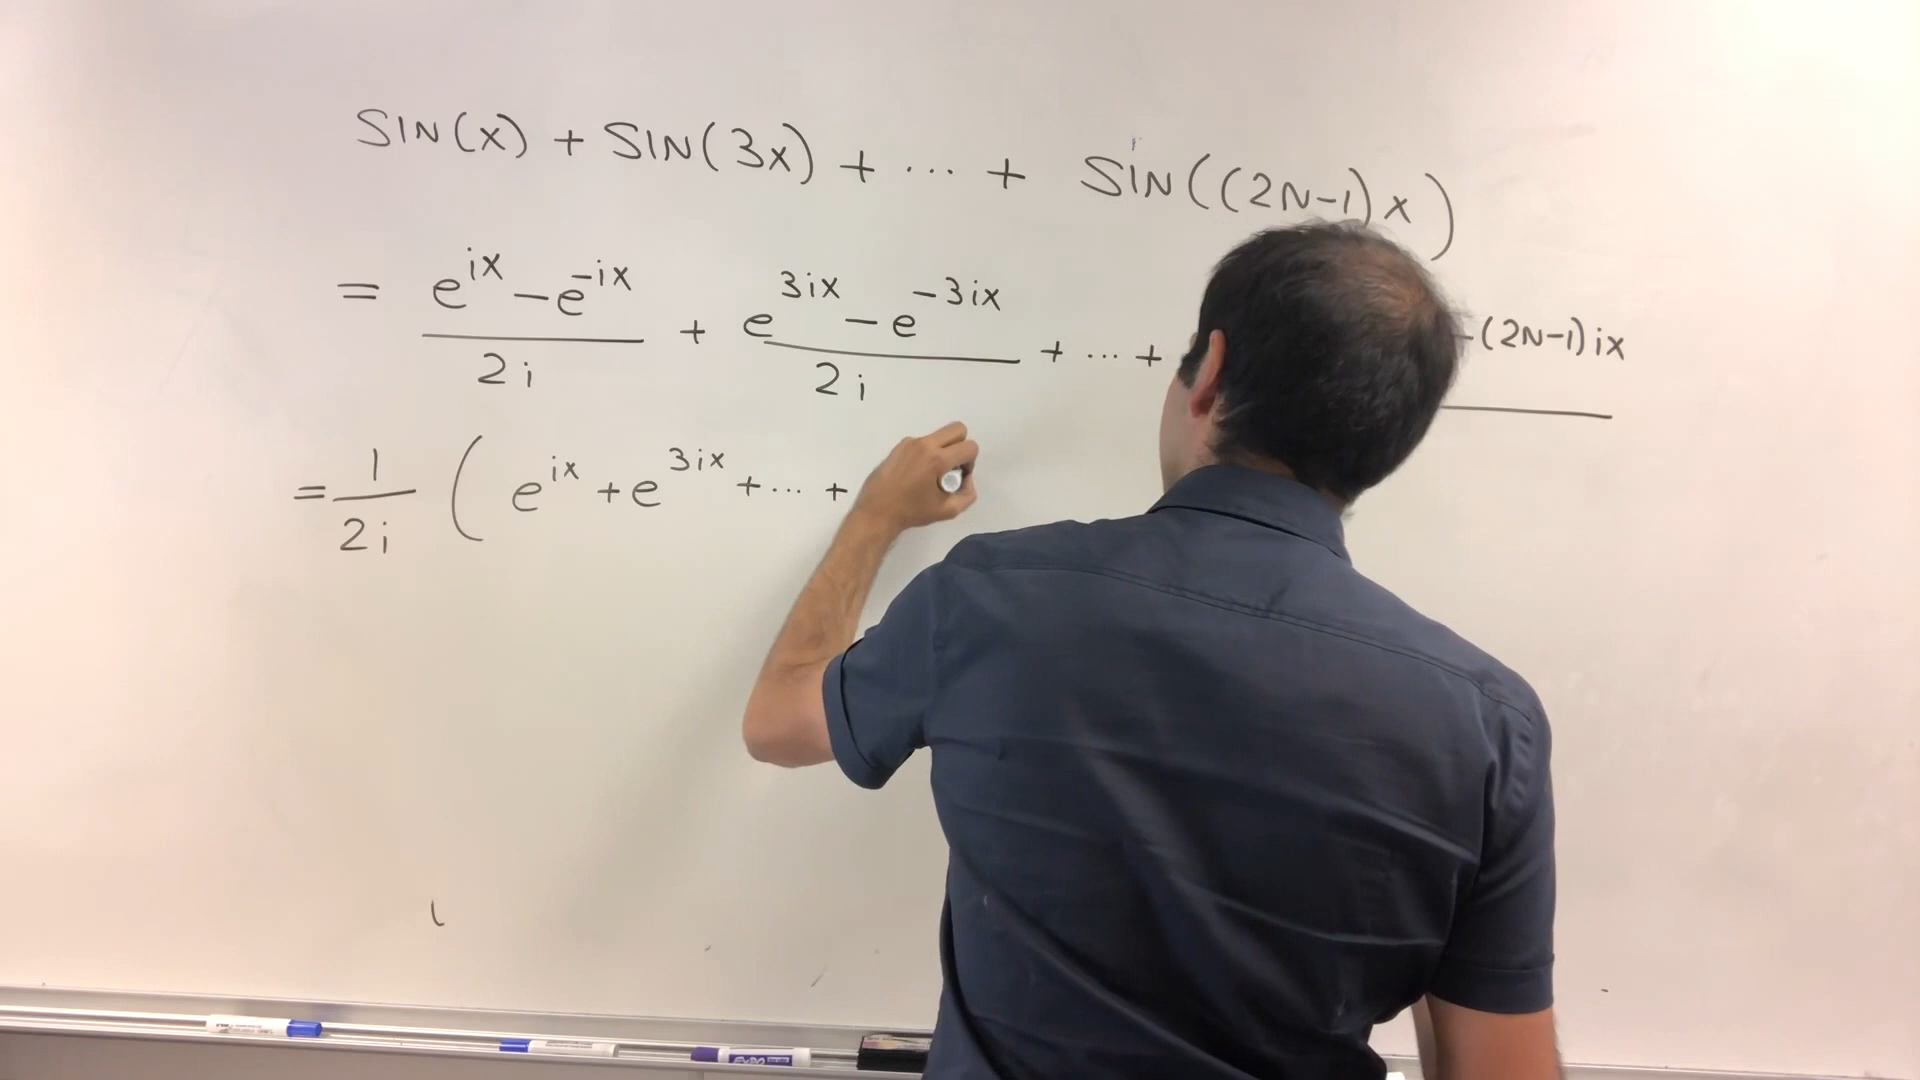 SIN(x) + SIN(3x) + ... + SIN((2N-1)x)
= e^{ix} - e^{-ix} / 2i + e^{3ix} - e^{-3ix} / 2i + ... + -(2N-1)ix
= 1 / 2i ( e^{ix} + e^{3ix} + ... +
EXPO